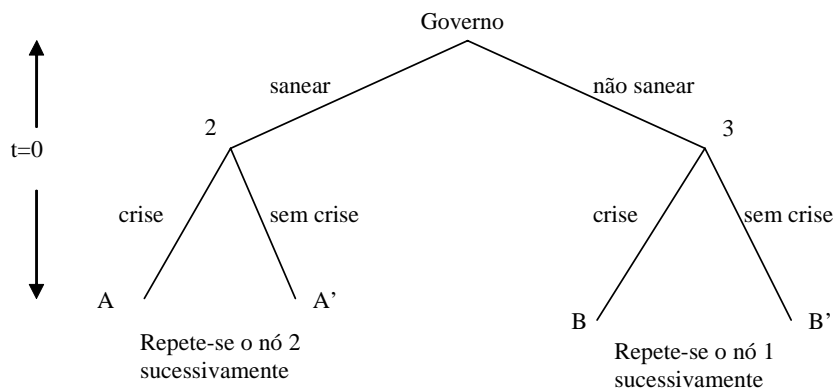 Governo
sanear
não sanear
2
3
t=0
crise
sem crise
crise
sem crise
A
A’
B
B’
Repete-se o nó 2
sucessivamente
Repete-se o nó 1
sucessivamente